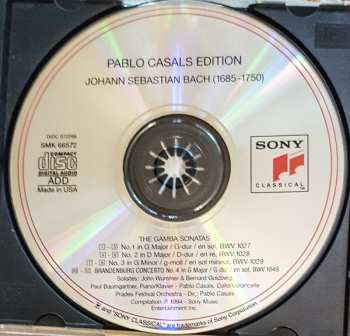 PABLO CASALS EDITION
JOHANN SEBASTIAN BACH (1685-1750)
SMK 66572
COMPACT
disc
DIGITAL AUDIO
ADD
Made in USA
SONY
CLASSICAL
THE GAMBA SONATAS
No. 1 in G Major / G-dur / en sol, BWV 1027
No. 2 in D Major / D-dur / en ré, BWV 1028
No. 3 in G Minor / g-moll / en sol mineur, BWV 1029
BRANDENBURG CONCERTO No. 4 in G Major / G-dur / en sol, BWV 1049
Soloists: John Wummer & Bernard Goldberg
Paul Baumgartner, Piano/Klavier - Pablo Casals, Cello/violoncelle
Prades Festival Orchestra - Dir.: Pablo Casals
Compilation ℗ 1994 - Sony Music
Entertainment
and "SONY CLASSICAL" are trademarks of Sony Corporation.